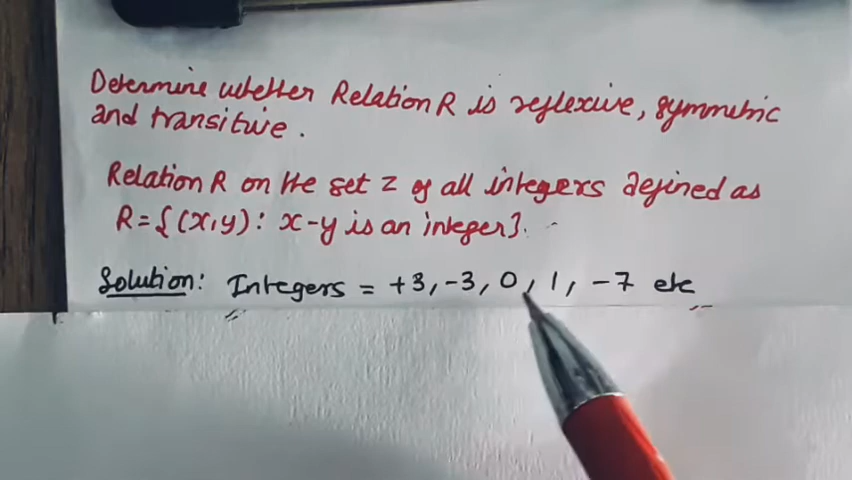 Determine whether Relation R is reflexive, symmetric
and transitive.
Relation R on the set Z of all integers defined as
R = {(x,y): x-y is an integer}.
Solution: Integers = +3, -3, 0, 1, -7 etc